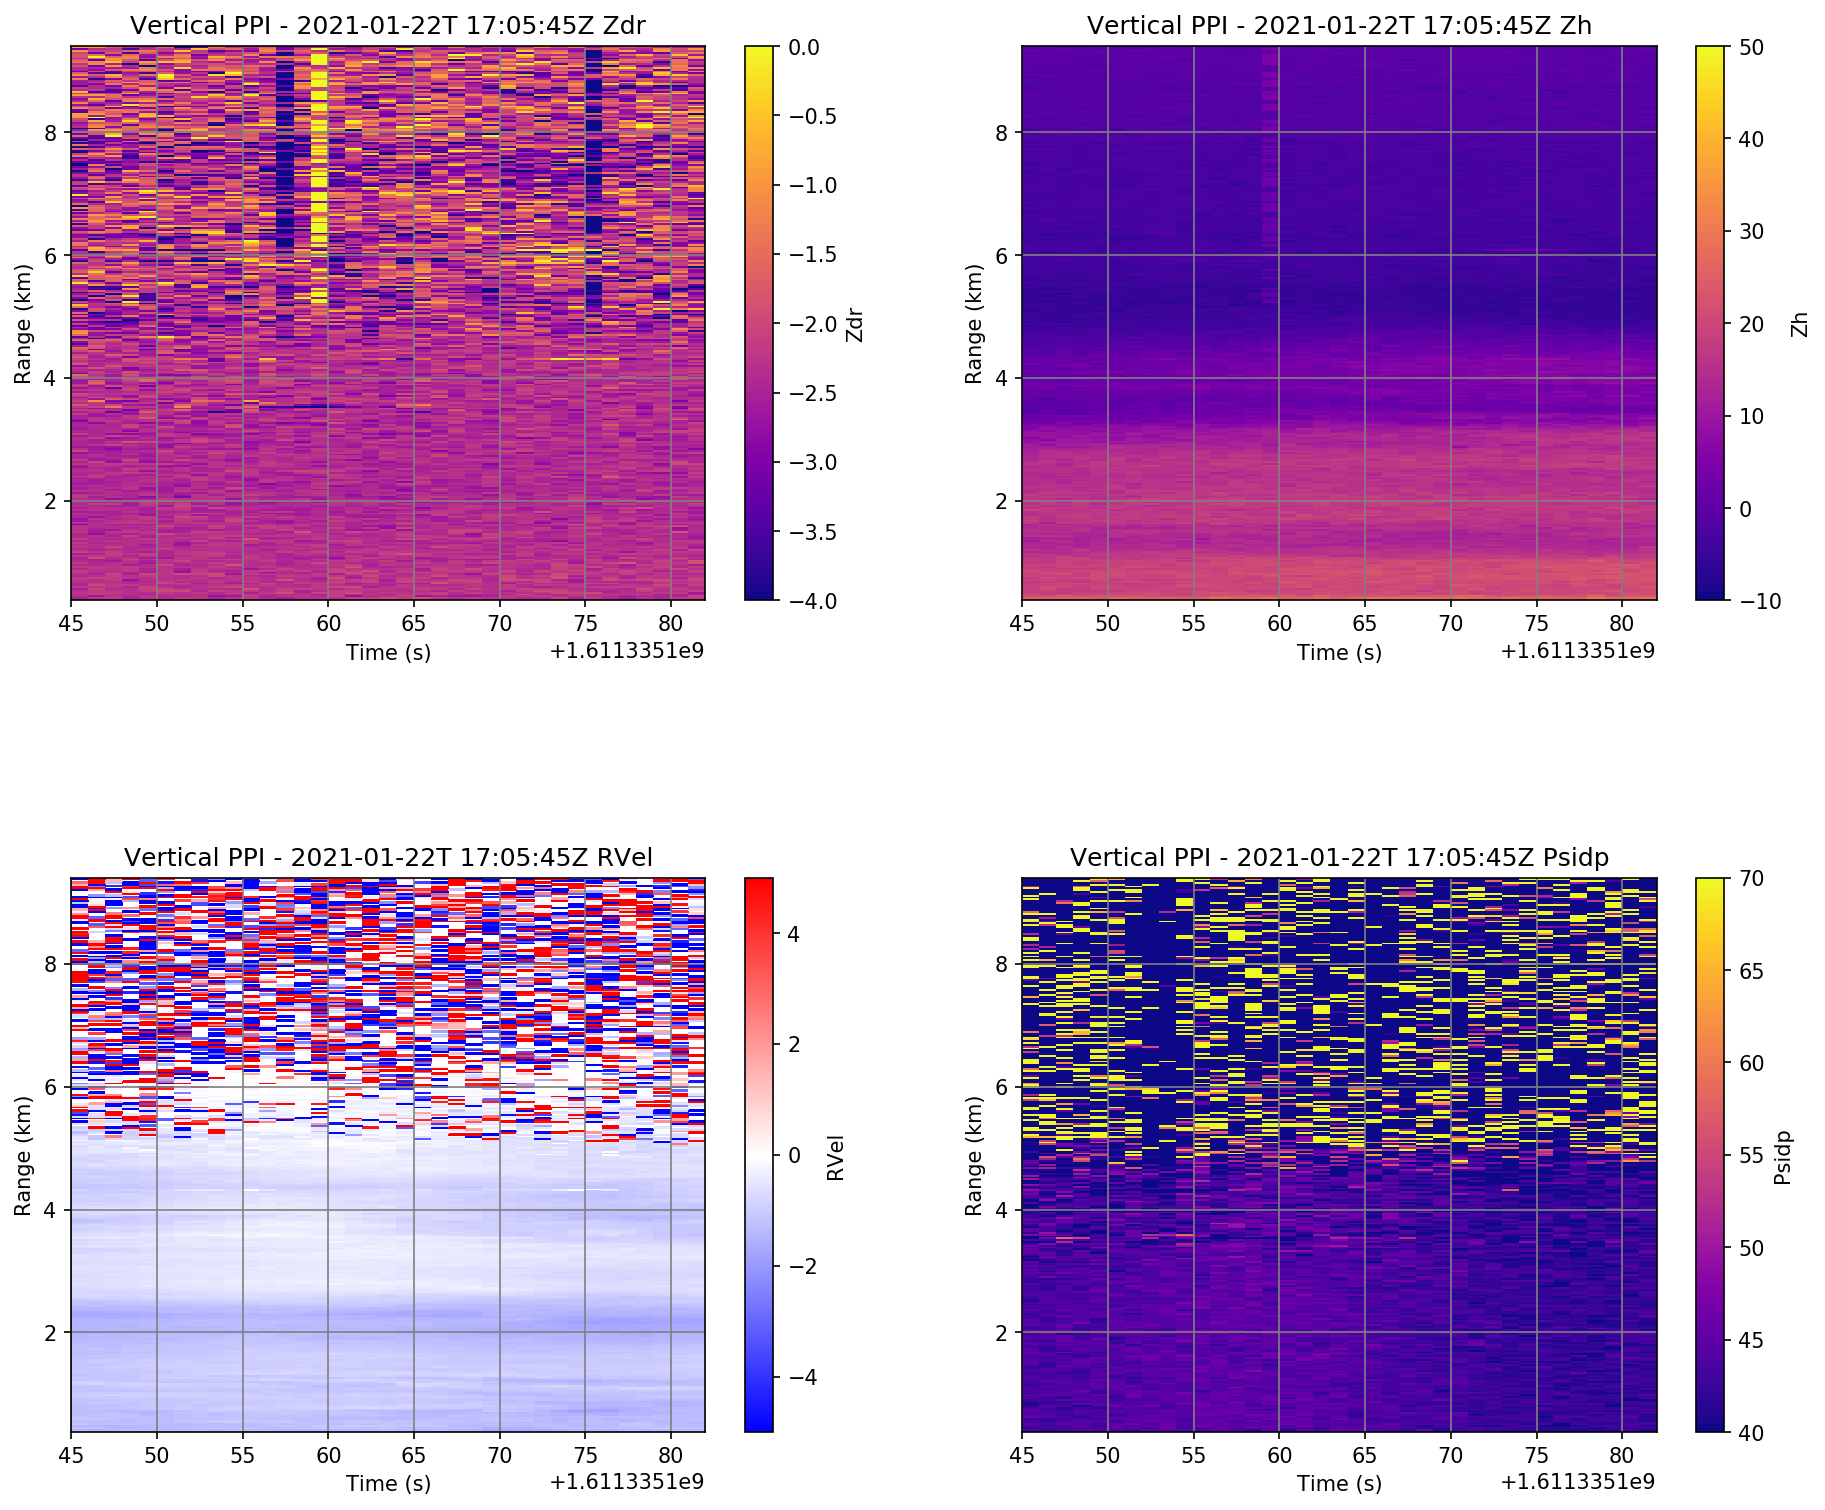 Vertical PPI - 2021-01-22T 17:05:45Z Zdr
Range (km)
8
6
4
2
45 50 55 60 65 70 75 80
Time (s)
+1.6113351e9
0.0
−0.5
−1.0
−1.5
−2.0
−2.5
−3.0
−3.5
−4.0
Zdr
Vertical PPI - 2021-01-22T 17:05:45Z Zh
Range (km)
8
6
4
2
45 50 55 60 65 70 75 80
Time (s)
+1.6113351e9
50
40
30
20
10
0
−10
Zh
Vertical PPI - 2021-01-22T 17:05:45Z RVel
Range (km)
8
6
4
2
45 50 55 60 65 70 75 80
Time (s)
+1.6113351e9
4
2
0
−2
−4
RVel
Vertical PPI - 2021-01-22T 17:05:45Z Psidp
Range (km)
8
6
4
2
45 50 55 60 65 70 75 80
Time (s)
+1.6113351e9
70
65
60
55
50
45
40
Psidp